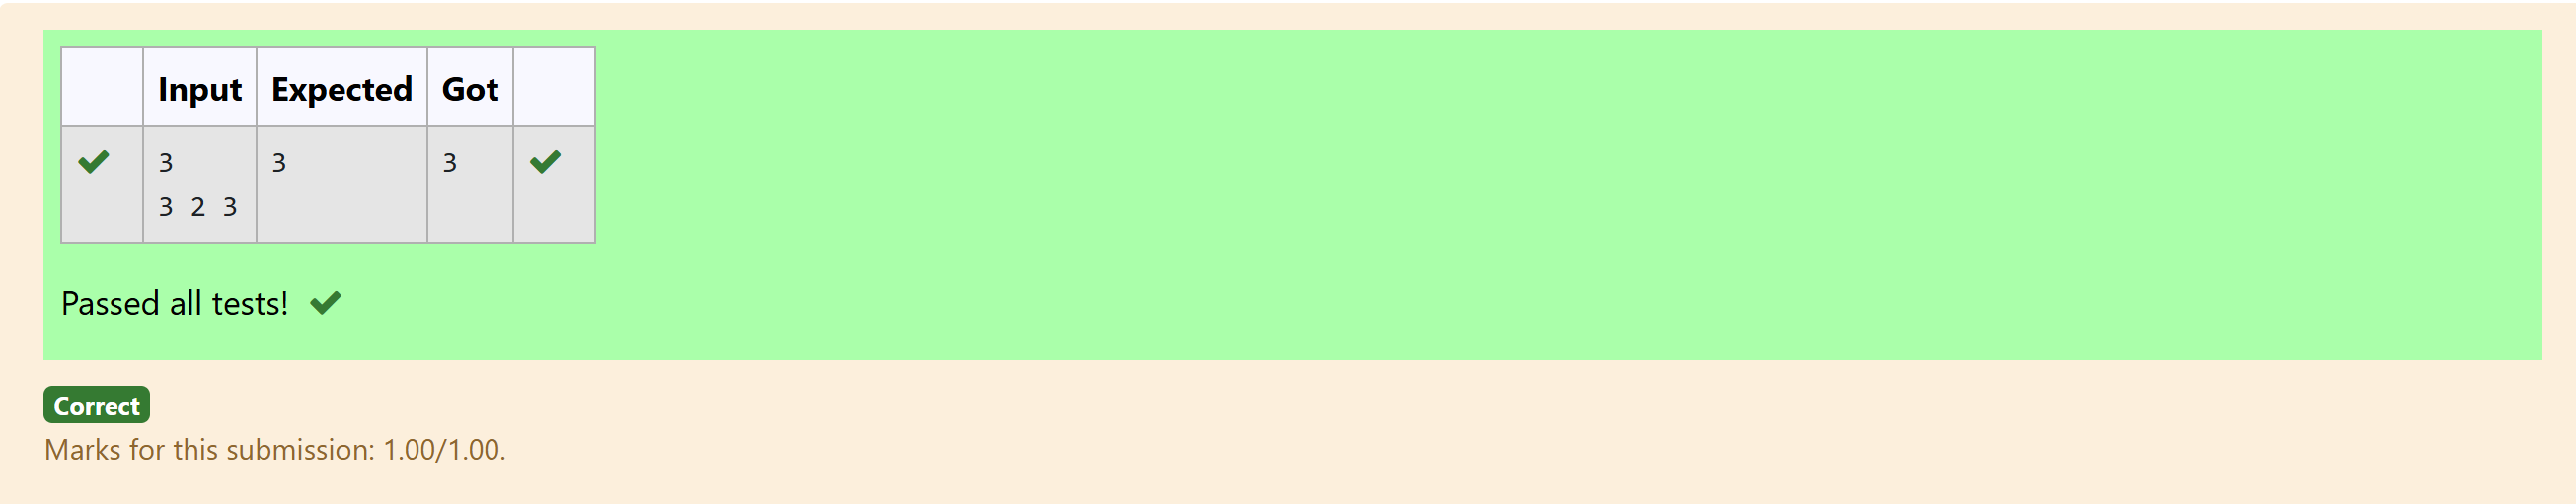 Input Expected Got
3 3 3
3 2 3
Passed all tests!
Correct
Marks for this submission: 1.00/1.00.